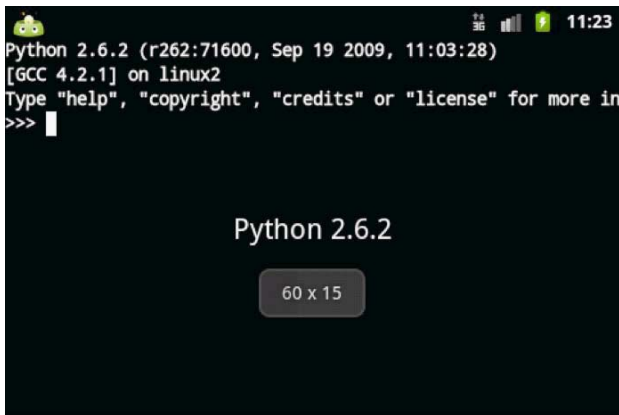 3G 11:23
Python 2.6.2 (r262:71600, Sep 19 2009, 11:03:28)
[GCC 4.2.1] on linux2
Type "help", "copyright", "credits" or "license" for more in
>>>
Python 2.6.2
60 x 15